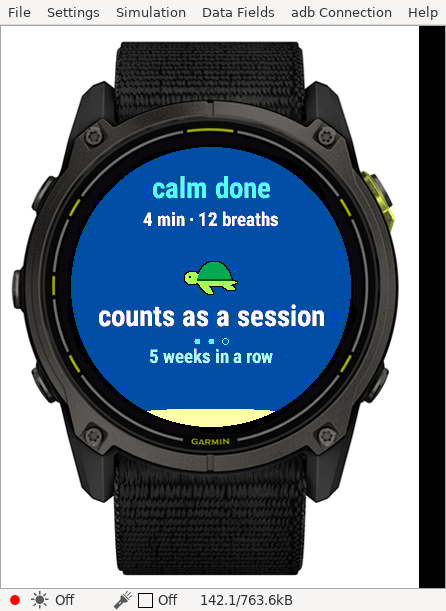 File Settings Simulation Data Fields adb Connection Help
calm done
4 min · 12 breaths
counts as a session
5 weeks in a row
GARMIN
Off Off 142.1/763.6kB